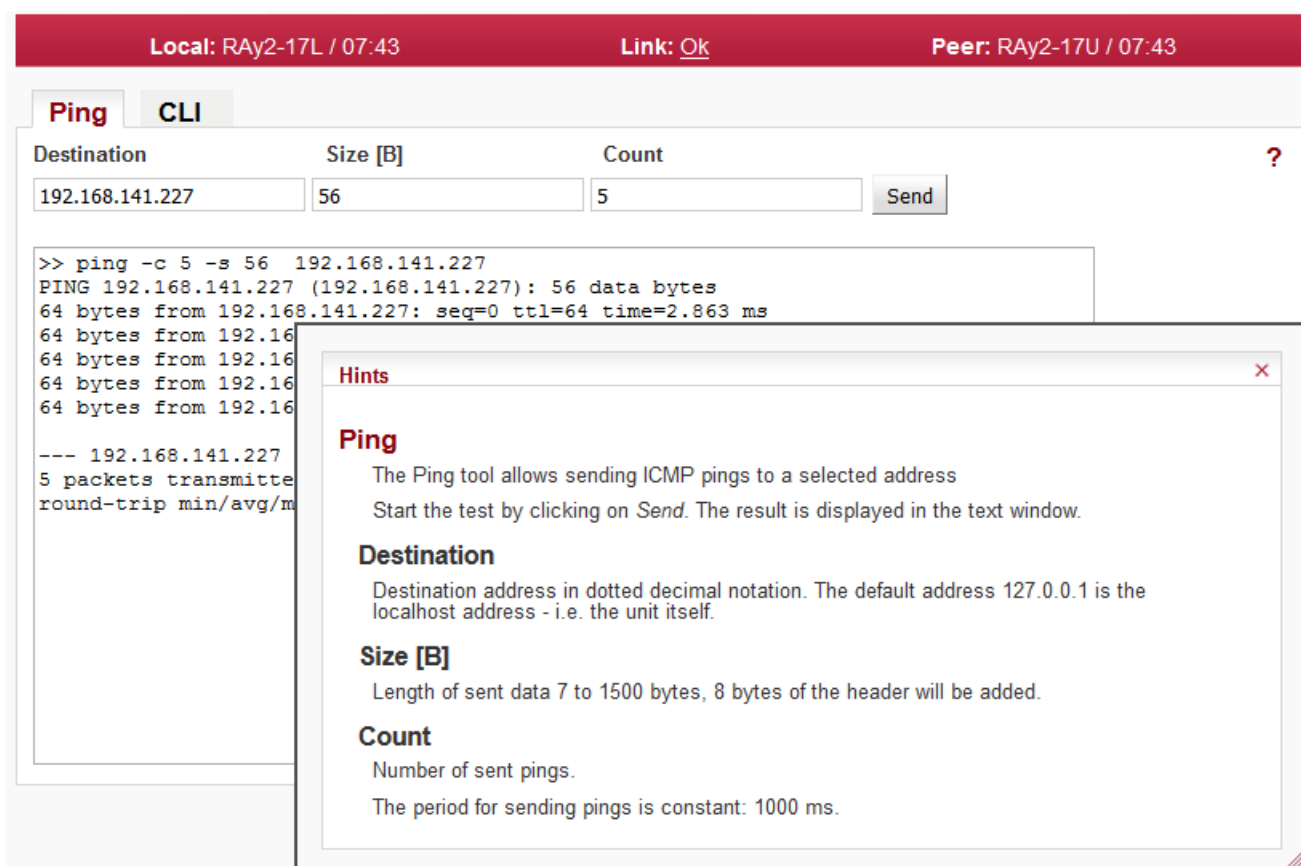 Local: RAy2-17L / 07:43 Link: Ok Peer: RAy2-17U / 07:43
Ping CLI
Destination Size [B] Count ?
192.168.141.227 56 5 Send
>> ping -c 5 -s 56  192.168.141.227
PING 192.168.141.227 (192.168.141.227): 56 data bytes
64 bytes from 192.168.141.227: seq=0 ttl=64 time=2.863 ms
64 bytes from 192.16
64 bytes from 192.16
64 bytes from 192.16
64 bytes from 192.16
--- 192.168.141.227
5 packets transmitte
round-trip min/avg/m
Hints ×
Ping
The Ping tool allows sending ICMP pings to a selected address
Start the test by clicking on Send. The result is displayed in the text window.
Destination
Destination address in dotted decimal notation. The default address 127.0.0.1 is the
localhost address - i.e. the unit itself.
Size [B]
Length of sent data 7 to 1500 bytes, 8 bytes of the header will be added.
Count
Number of sent pings.
The period for sending pings is constant: 1000 ms.